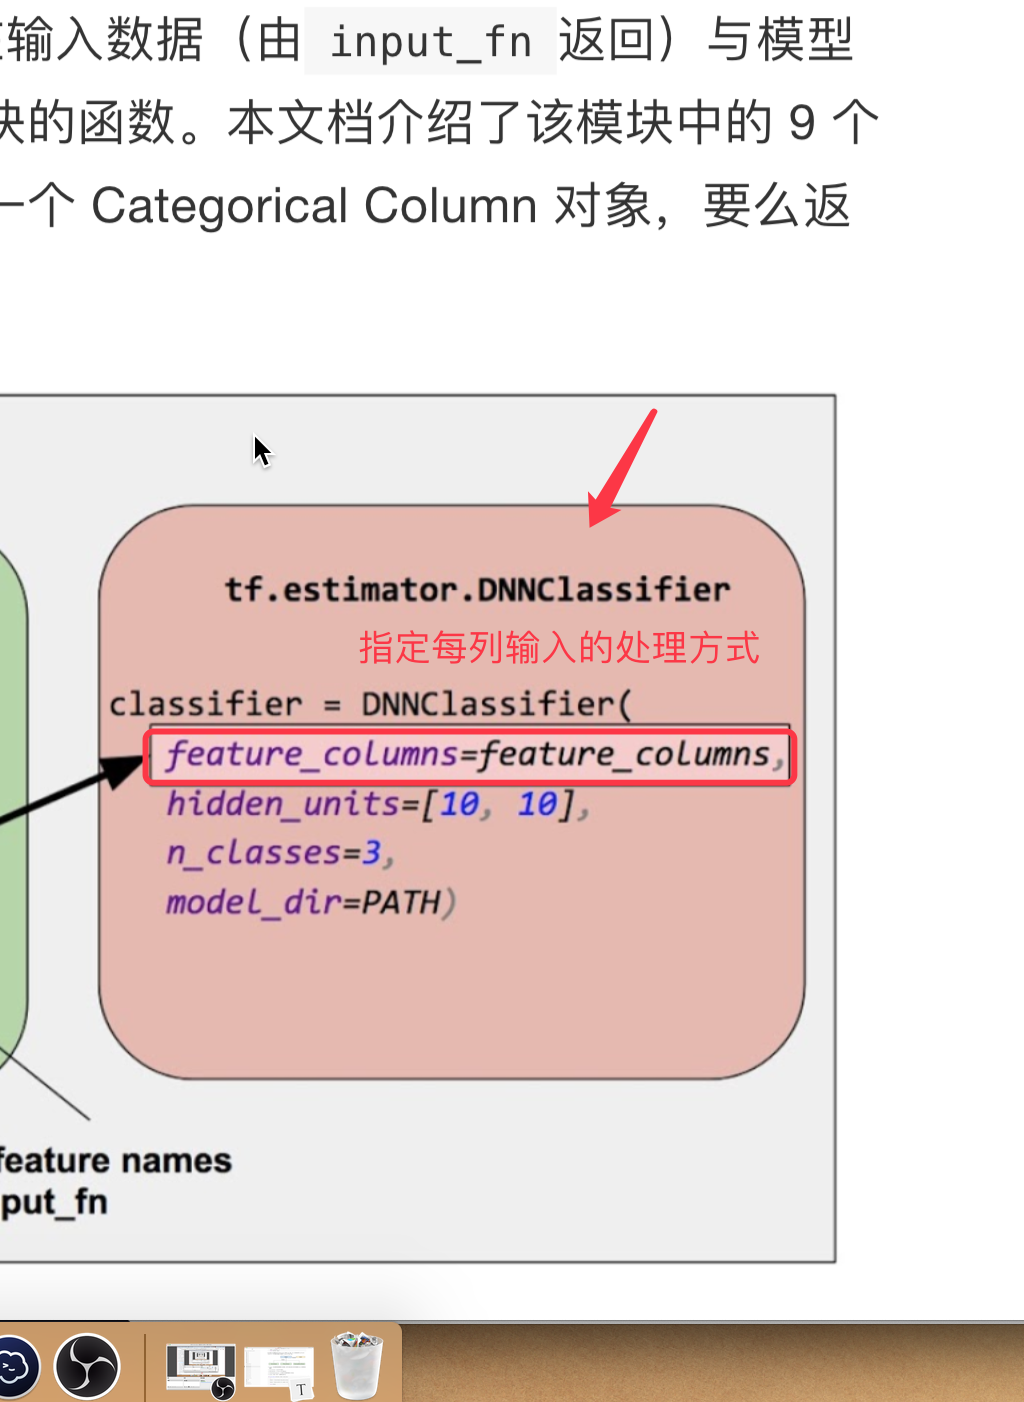 输入数据（由 input_fn 返回）与模型
块的函数。本文档介绍了该模块中的 9 个
一个 Categorical Column 对象，要么返
tf.estimator.DNNClassifier
指定每列输入的处理方式
classifier = DNNClassifier(
feature_columns=feature_columns,
hidden_units=[10, 10],
n_classes=3,
model_dir=PATH)
feature names
put_fn
T